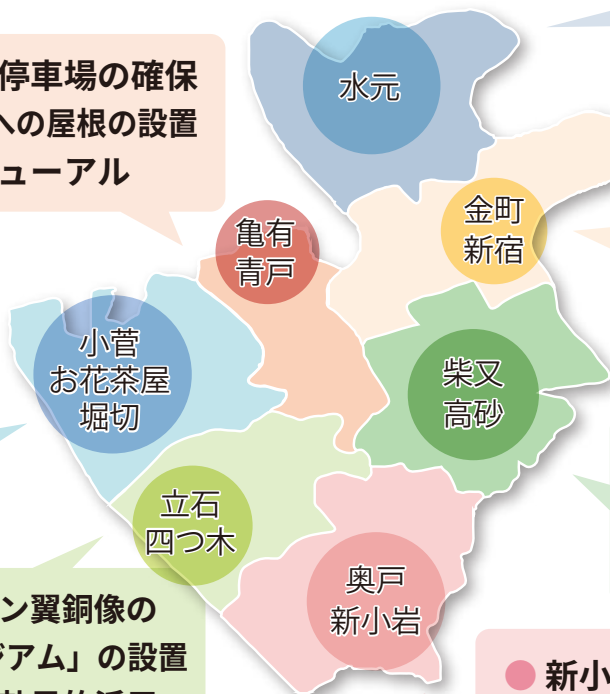 停車場の確保
への屋根の設置
ューアル
水元
金町
新宿
亀有
青戸
小菅
お花茶屋
堀切
柴又
高砂
立石
四つ木
奥戸
新小岩
ン翼銅像の
ジアム」の設置
● 新小